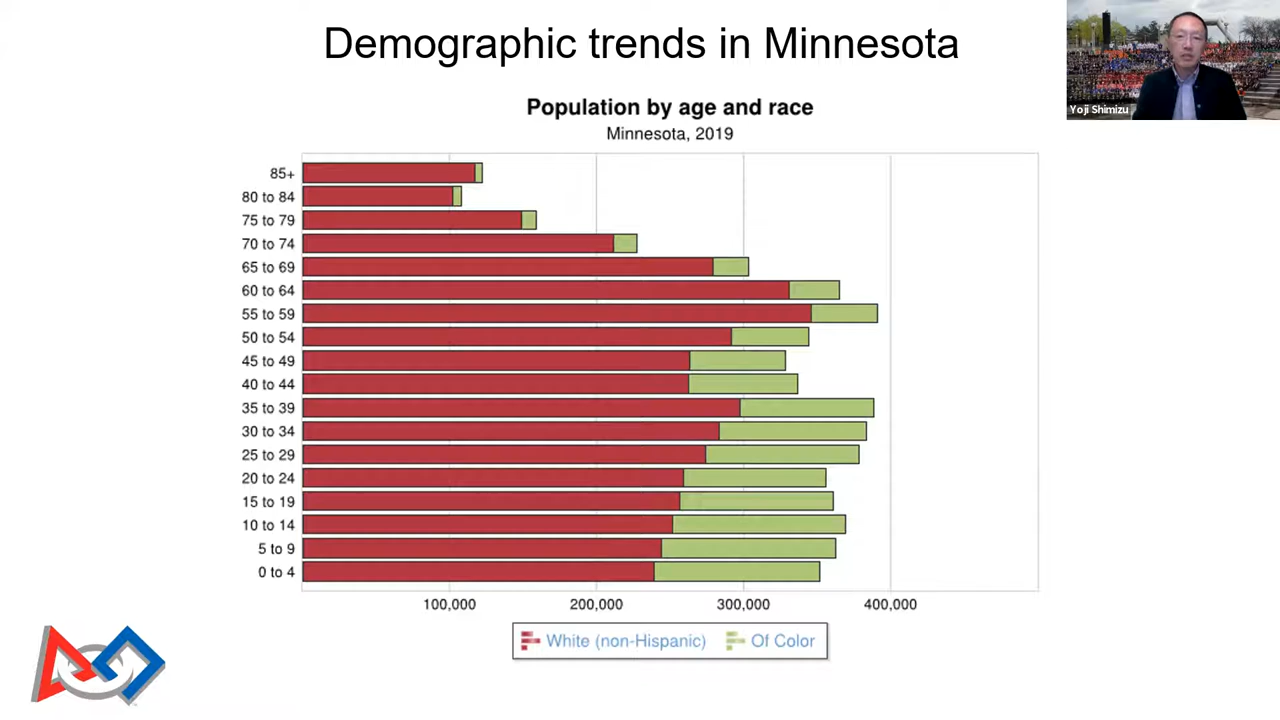 Demographic trends in Minnesota
Yoji Shimizu
Population by age and race
Minnesota, 2019
85+
80 to 84
75 to 79
70 to 74
65 to 69
60 to 64
55 to 59
50 to 54
45 to 49
40 to 44
35 to 39
30 to 34
25 to 29
20 to 24
15 to 19
10 to 14
5 to 9
0 to 4
100,000 200,000 300,000 400,000
White (non-Hispanic) Of Color